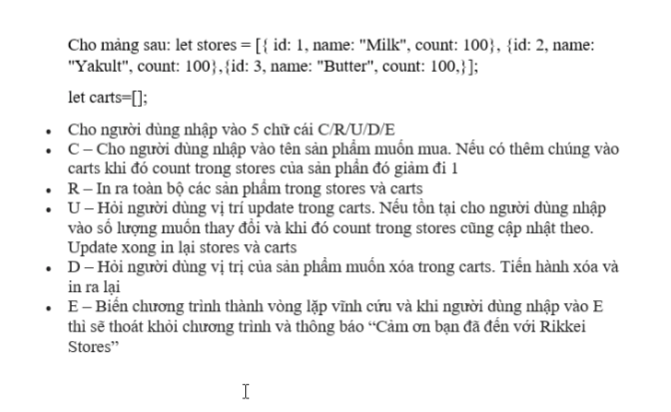 Cho mảng sau: let stores = [{ id: 1, name: "Milk", count: 100}, {id: 2, name:
"Yakult", count: 100},{id: 3, name: "Butter", count: 100,}];
let carts=[];
• Cho người dùng nhập vào 5 chữ cái C/R/U/D/E
• C – Cho người dùng nhập vào tên sản phẩm muốn mua. Nếu có thêm chúng vào
carts khi đó count trong stores của sản phẩn đó giảm đi 1
• R – In ra toàn bộ các sản phẩm trong stores và carts
• U – Hỏi người dùng vị trí update trong carts. Nếu tồn tại cho người dùng nhập
vào số lượng muốn thay đổi và khi đó count trong stores cũng cập nhật theo.
Update xong in lại stores và carts
• D – Hỏi người dùng vị trị của sản phẩm muốn xóa trong carts. Tiến hành xóa và
in ra lại
• E – Biến chương trình thành vòng lặp vĩnh cứu và khi người dùng nhập vào E
thì sẽ thoát khỏi chương trình và thông báo “Cảm ơn bạn đã đến với Rikkei
Stores”